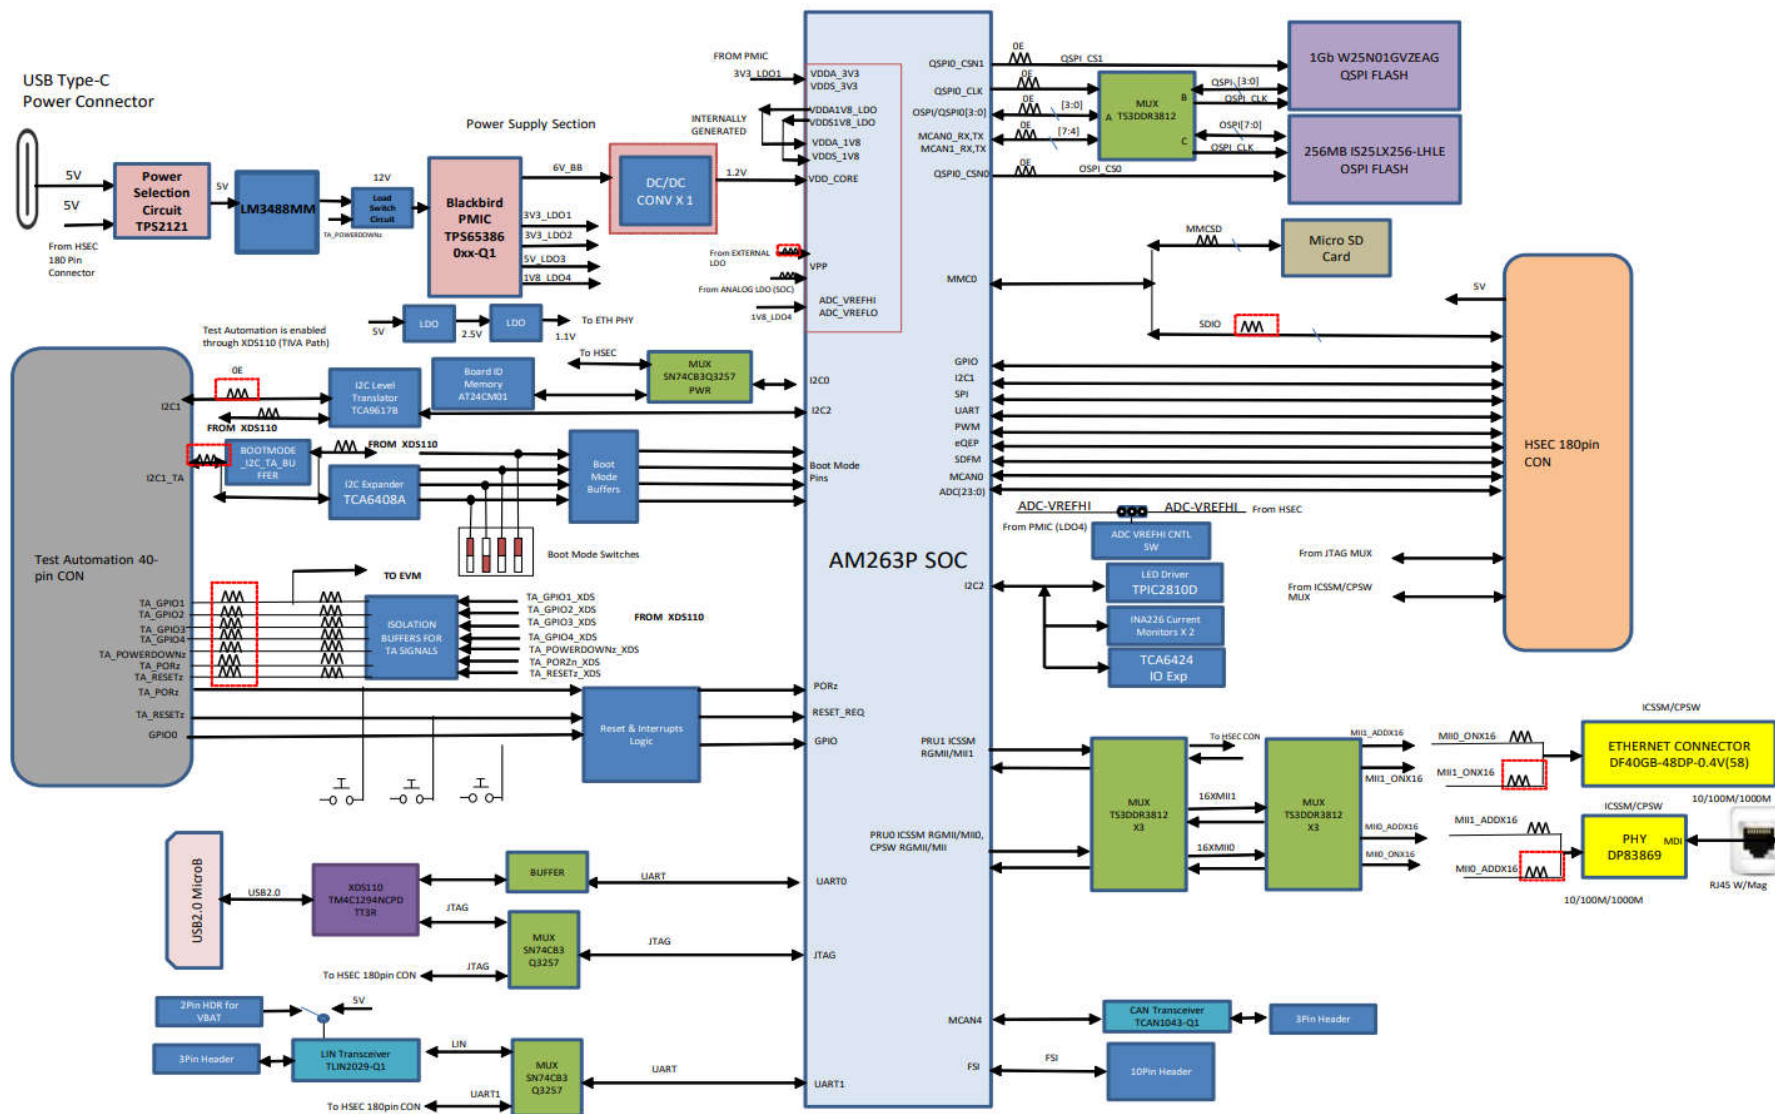 USB Type-C
Power Connector
5V
5V
From HSEC
180 Pin
Connector
Power
Selection
Circuit
TPS2121
5V
LM3488MM
TA_POWERDOWNz
12V
Load
Switch
Circuit
Power Supply Section
Blackbird
PMIC
TPS65386
0xx-Q1
6V_BB
3V3_LDO1
3V3_LDO2
5V_LDO3
1V8_LDO4
DC/DC
CONV X 1
1.2V
FROM PMIC
3V3_LDO1
INTERNALLY
GENERATED
From EXTERNAL
LDO
From ANALOG LDO (SOC)
1V8_LDO4
VDDA_3V3
VDDS_3V3
VDDA1V8_LDO
VDDS1V8_LDO
VDDA_1V8
VDDS_1V8
VDD_CORE
VPP
ADC_VREFHI
ADC_VREFLO
5V
LDO
2.5V
LDO
1.1V
To ETH PHY
Test Automation is enabled
through XDS110 (TIVA Path)
0E
I2C1
FROM XDS110
I2C Level
Translator
TCA9617B
Board ID
Memory
AT24CM01
To HSEC
MUX
SN74CB3Q3257
PWR
I2C0
I2C2
I2C1_TA
BOOTMODE
_I2C_TA_BU
FFER
FROM XDS110
I2C Expander
TCA6408A
Boot
Mode
Buffers
Boot Mode
Pins
Boot Mode Switches
Test Automation 40-
pin CON
TO EVM
TA_GPIO1
TA_GPIO2
TA_GPIO3
TA_GPIO4
TA_POWERDOWNz
TA_PORz
TA_RESETz
TA_PORz
TA_RESETz
GPIO0
ISOLATION
BUFFERS FOR
TA SIGNALS
TA_GPIO1_XDS
TA_GPIO2_XDS
TA_GPIO3_XDS
TA_GPIO4_XDS
TA_POWERDOWNz_XDS
TA_PORZn_XDS
TA_RESETz_XDS
FROM XDS110
Reset & Interrupts
Logic
PORz
RESET_REQ
GPIO
USB2.0 MicroB
USB2.0
XDS110
TM4C1294NCPD
TT3R
BUFFER
UART
UART0
JTAG
MUX
SN74CB3
Q3257
JTAG
JTAG
To HSEC 180pin CON
JTAG
2Pin HDR for
VBAT
5V
3Pin Header
LIN Transceiver
TLIN2029-Q1
LIN
MUX
SN74CB3
Q3257
UART
UART1
To HSEC 180pin CON
UART1
AM263P SOC
QSPI0_CSN1
QSPI0_CLK
OSPI/QSPI0[3:0]
MCAN0_RX,TX
MCAN1_RX,TX
QSPI0_CSN0
0E
0E
0E
0E
0E
QSPI_CS1
[3:0]
[7:4]
OSPI_CS0
MUX
TS3DDR3812
A
B
C
QSPI_[3:0]
QSPI_CLK
OSPI[7:0]
OSPI_CLK
1Gb W25N01GVZEAG
QSPI FLASH
256MB IS25LX256-LHLE
OSPI FLASH
MMC0
MMCSD
Micro SD
Card
SDIO
5V
HSEC 180pin
CON
GPIO
I2C1
SPI
UART
PWM
eQEP
SDFM
MCAN0
ADC(23:0)
ADC-VREFHI
ADC-VREFHI
From HSEC
From PMIC (LDO4)
ADC VREFHI CNTL
SW
I2C2
LED Driver
TPIC2810D
INA226 Current
Monitors X 2
TCA6424
IO Exp
From JTAG MUX
From ICSSM/CPSW
MUX
PRU1 ICSSM
RGMII/MII1
PRU0 ICSSM RGMII/MII0,
CPSW RGMII/MII
MUX
TS3DDR3812
X3
To HSEC CON
16XMII1
16XMII0
MUX
TS3DDR3812
X3
MII1_ADDX16
MII1_ONX16
MII0_ADDX16
MII0_ONX16
MII0_ONX16
MII1_ONX16
ICSSM/CPSW
ETHERNET CONNECTOR
DF40GB-48DP-0.4V(58)
10/100M/1000M
MII1_ADDX16
MII0_ADDX16
ICSSM/CPSW
PHY
DP83869
MDI
10/100M/1000M
RJ45 W/Mag
MCAN4
CAN Transceiver
TCAN1043-Q1
3Pin Header
FSI
FSI
10Pin Header